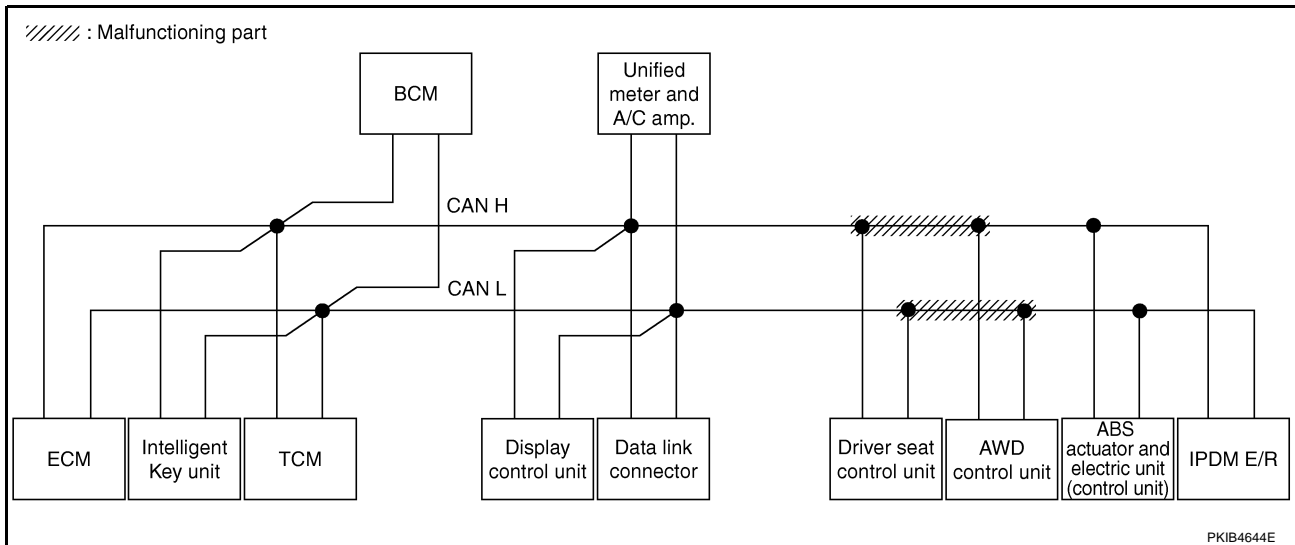 : Malfunctioning part
BCM
Unified
meter and
A/C amp.
CAN H
CAN L
ECM
Intelligent
Key unit
TCM
Display
control unit
Data link
connector
Driver seat
control unit
AWD
control unit
ABS
actuator and
electric unit
(control unit)
IPDM E/R
PKIB4644E